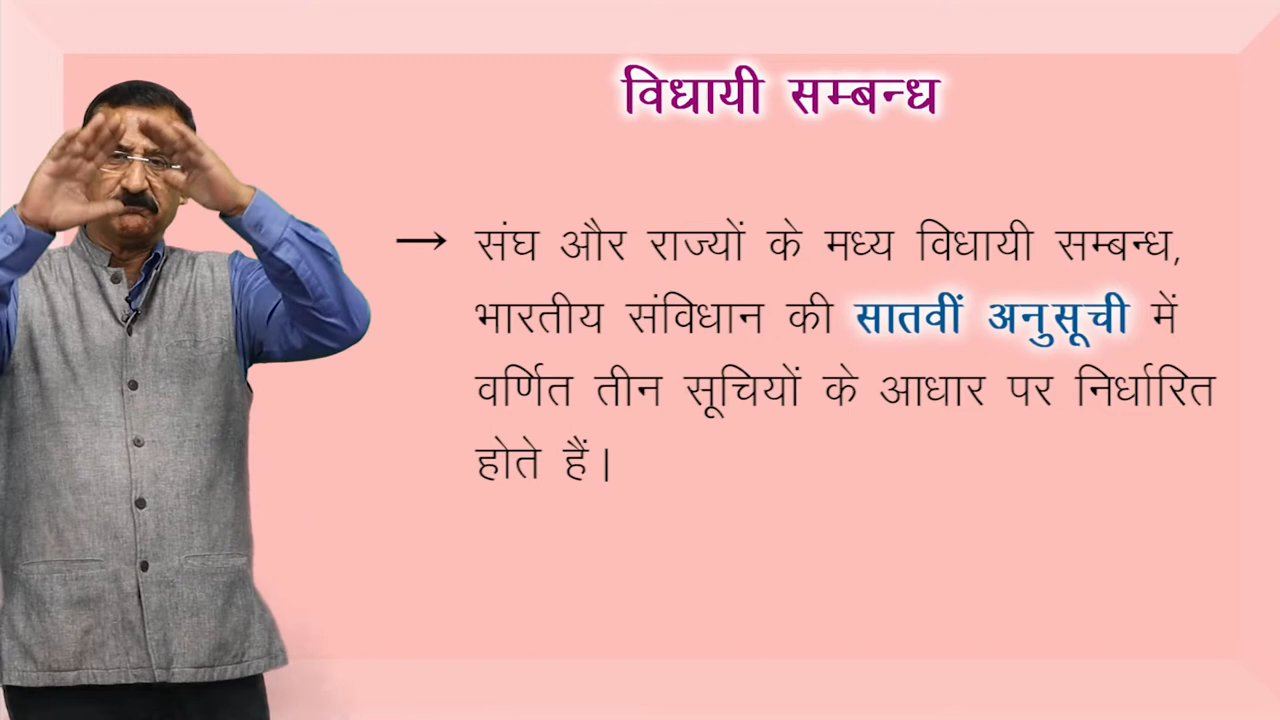 विधायी सम्बन्ध
→ संघ और राज्यों के मध्य विधायी सम्बन्ध,
भारतीय संविधान की सातवीं अनुसूची में
वर्णित तीन सूचियों के आधार पर निर्धारित
होते हैं।